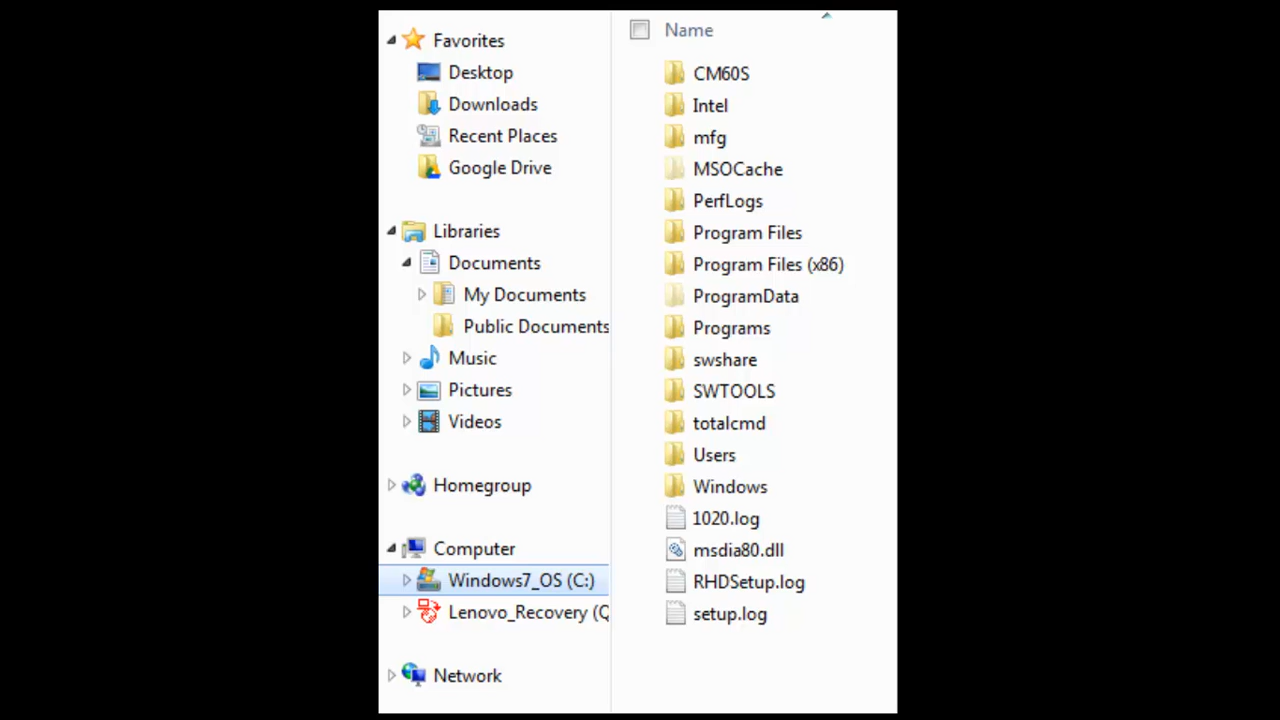 Favorites
Desktop
Downloads
Recent Places
Google Drive
Libraries
Documents
My Documents
Public Documents
Music
Pictures
Videos
Homegroup
Computer
Windows7_OS (C:)
Lenovo_Recovery (Q
Network
Name
CM60S
Intel
mfg
MSOCache
PerfLogs
Program Files
Program Files (x86)
ProgramData
Programs
swshare
SWTOOLS
totalcmd
Users
Windows
1020.log
msdia80.dll
RHDSetup.log
setup.log